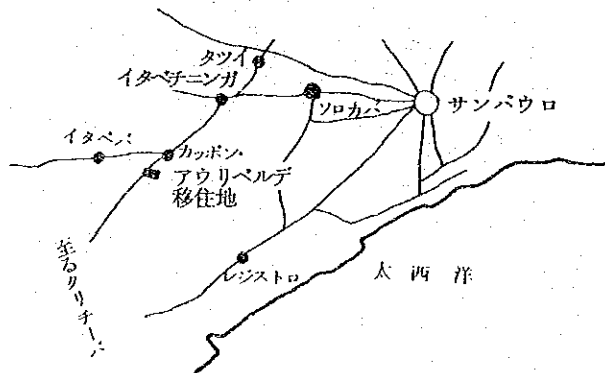 タツイ
イタペチニンガ
ソロカバ
サンパウロ
イタペバ
カッポン・
アウリベルデ
移住地
至るクリチーバ
レジストロ
太西洋